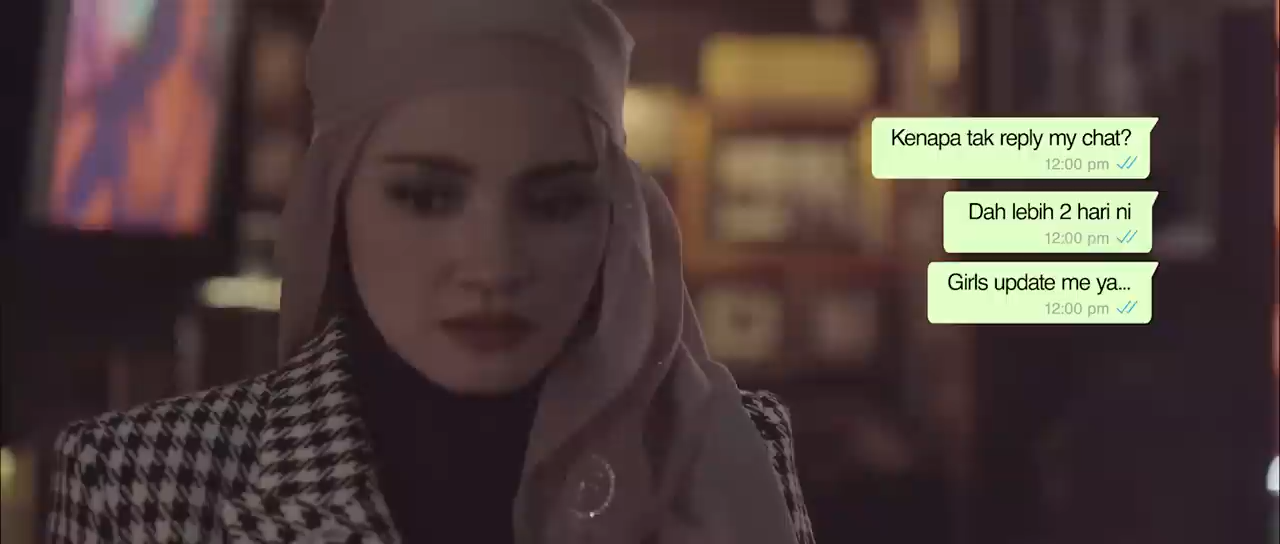 Kenapa tak reply my chat?
12:00 pm
Dah lebih 2 hari ni
12:00 pm
Girls update me ya...
12:00 pm